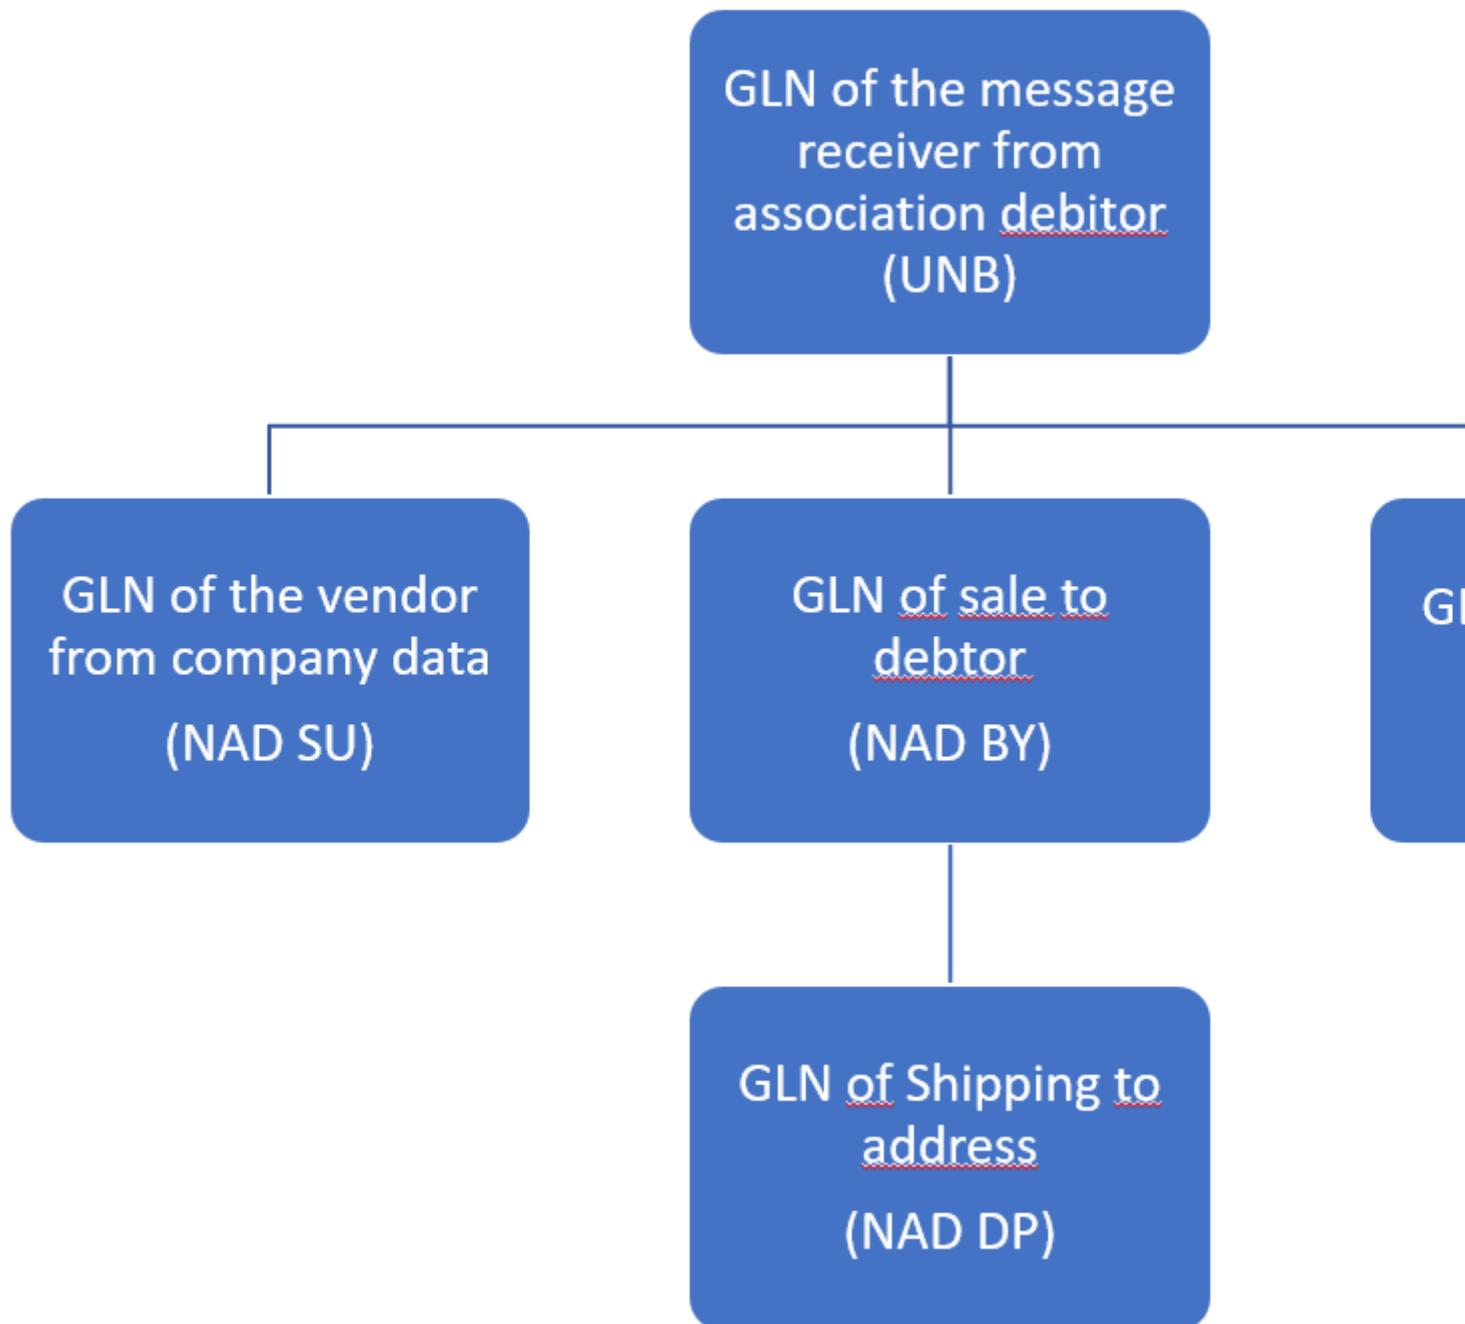 GLN of the message
receiver from
association debitor
(UNB)
GLN of the vendor
from company data
(NAD SU)
GLN of sale to
debtor
(NAD BY)
GLN of Shipping to
address
(NAD DP)